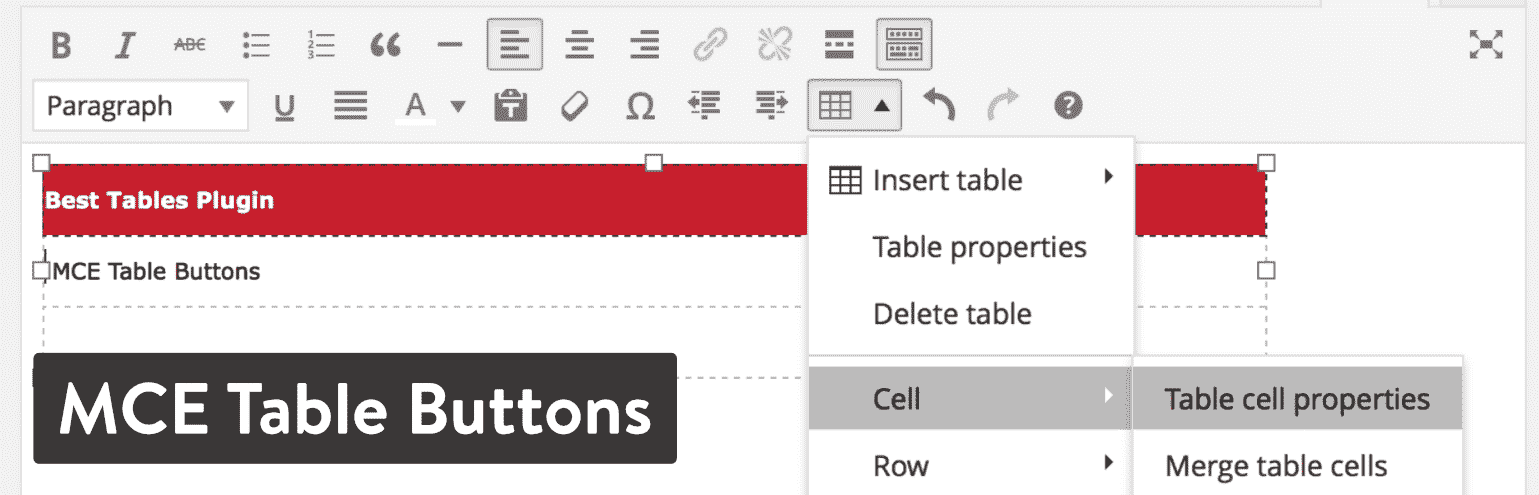 B I ABC
Paragraph U A Ω ?
Insert table
Best Tables Plugin
Table properties
MCE Table Buttons
Delete table
MCE Table Buttons
Cell
Table cell properties
Row
Merge table cells